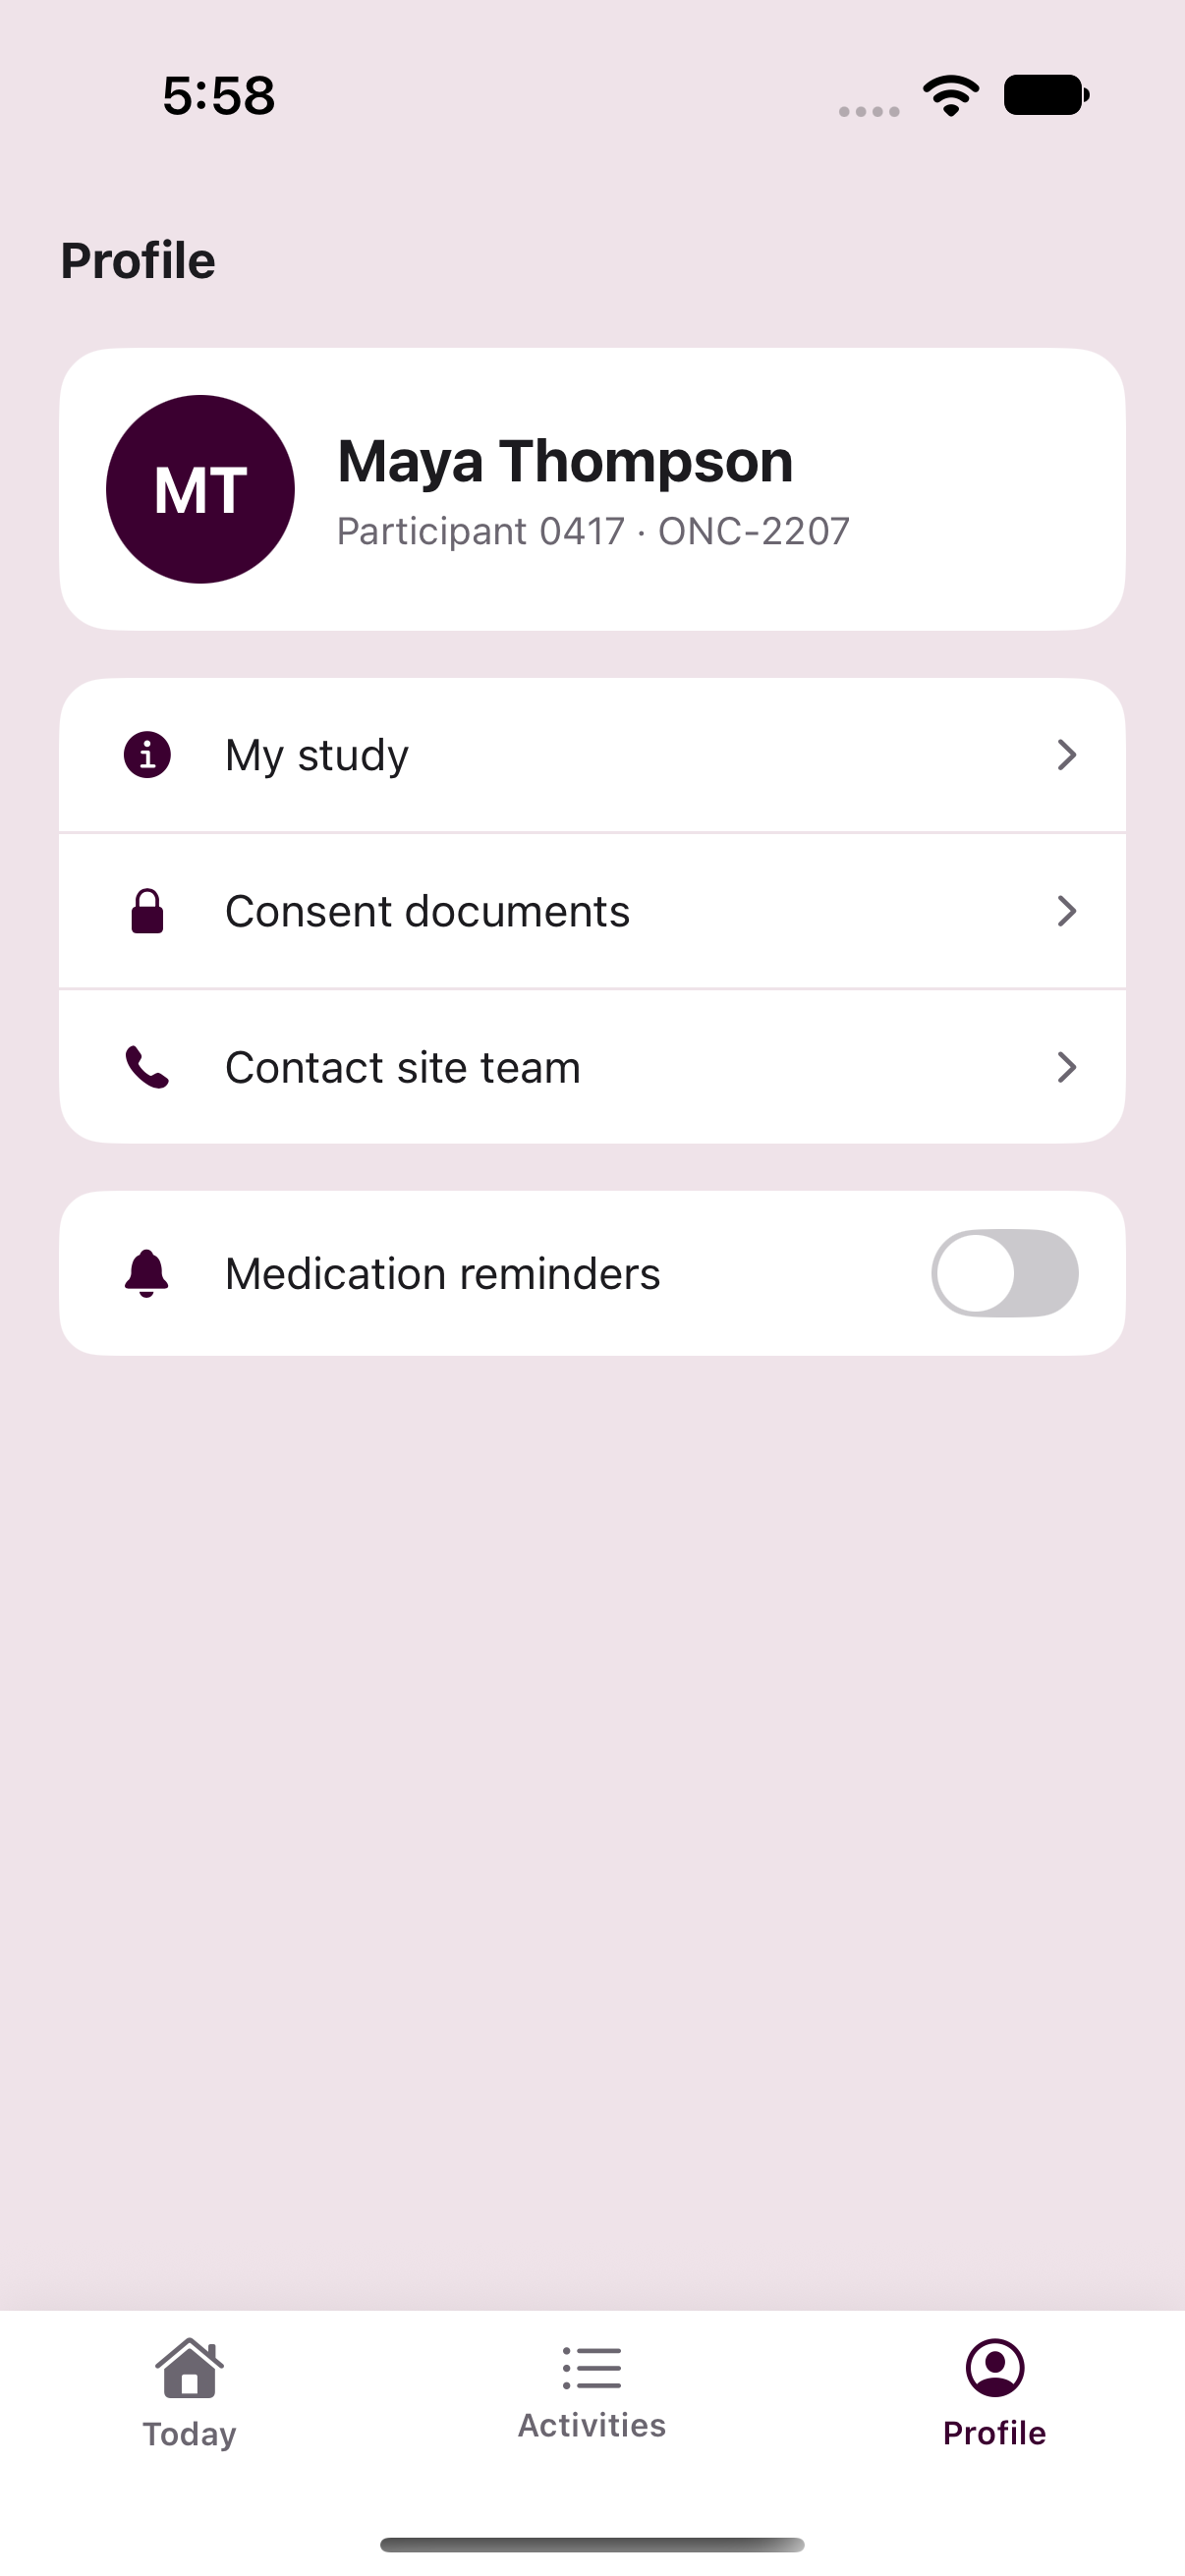 5:58
Profile
MT
Maya Thompson
Participant 0417 · ONC-2207
My study
Consent documents
Contact site team
Medication reminders
Today
Activities
Profile